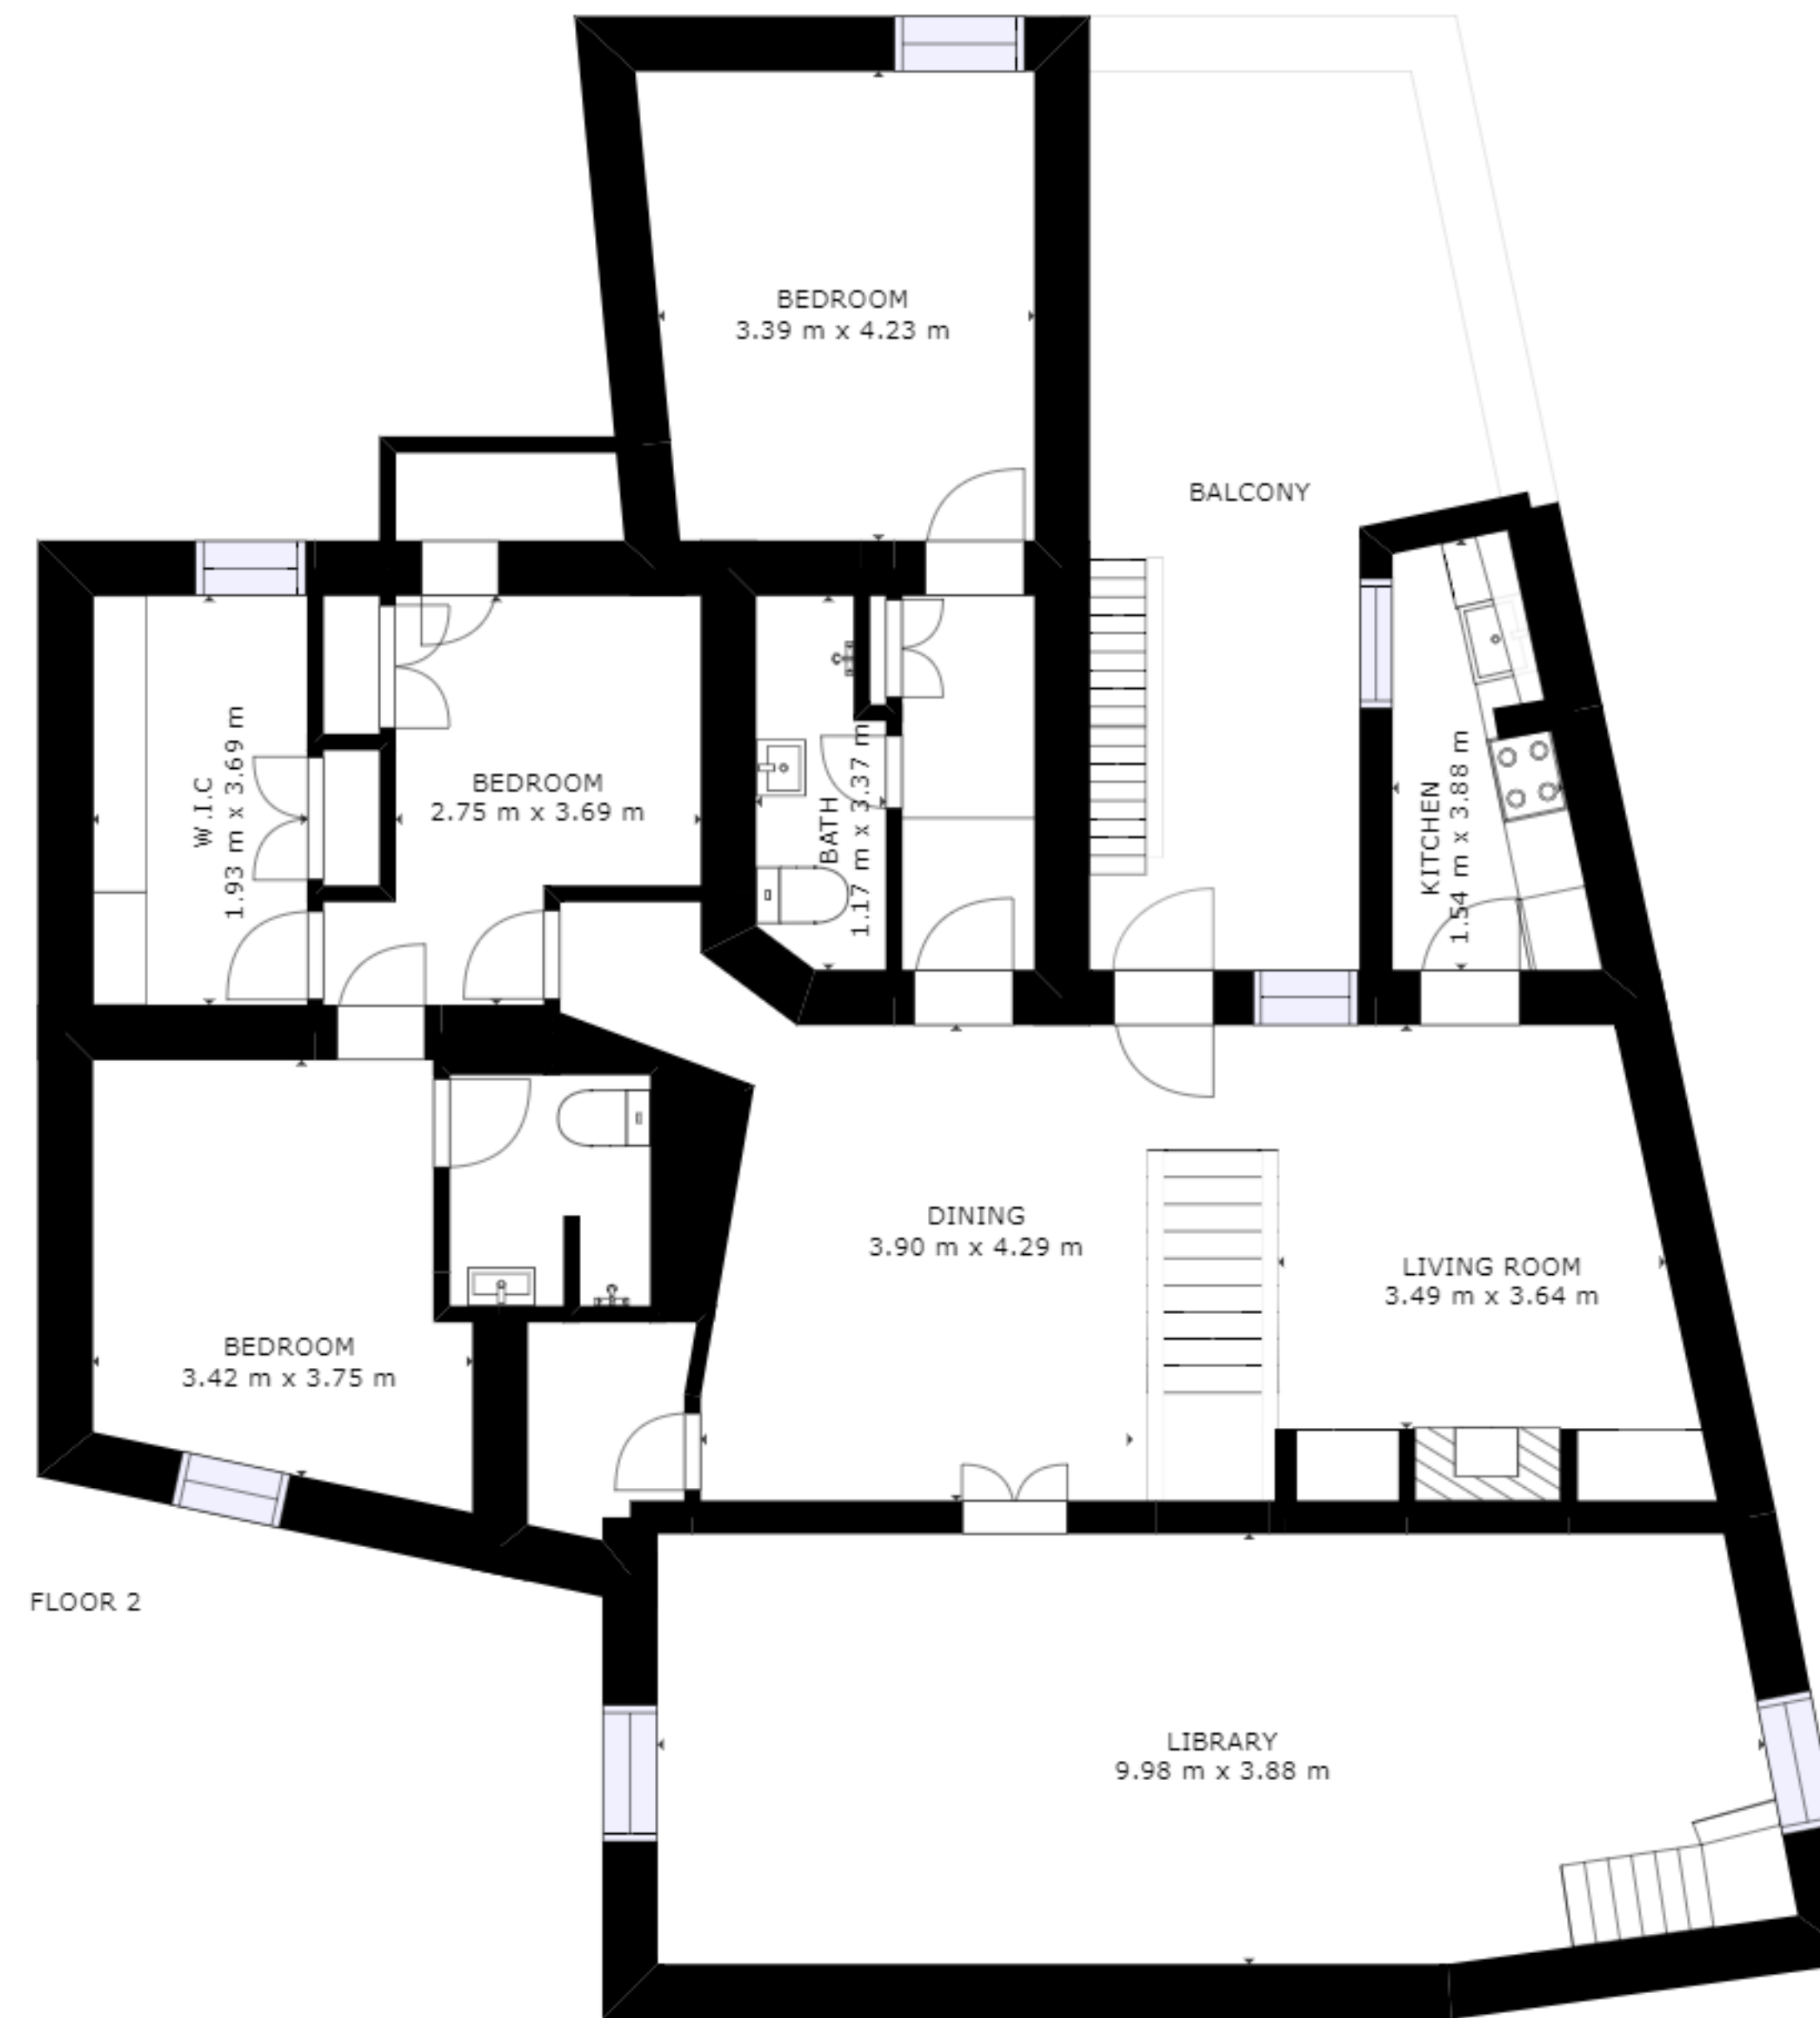 BEDROOM
3.39 m x 4.23 m
BALCONY
W.I.C
1.93 m x 3.69 m
BEDROOM
2.75 m x 3.69 m
BATH
1.17 m x 3.37 m
KITCHEN
1.54 m x 3.88 m
DINING
3.90 m x 4.29 m
LIVING ROOM
3.49 m x 3.64 m
BEDROOM
3.42 m x 3.75 m
FLOOR 2
LIBRARY
9.98 m x 3.88 m